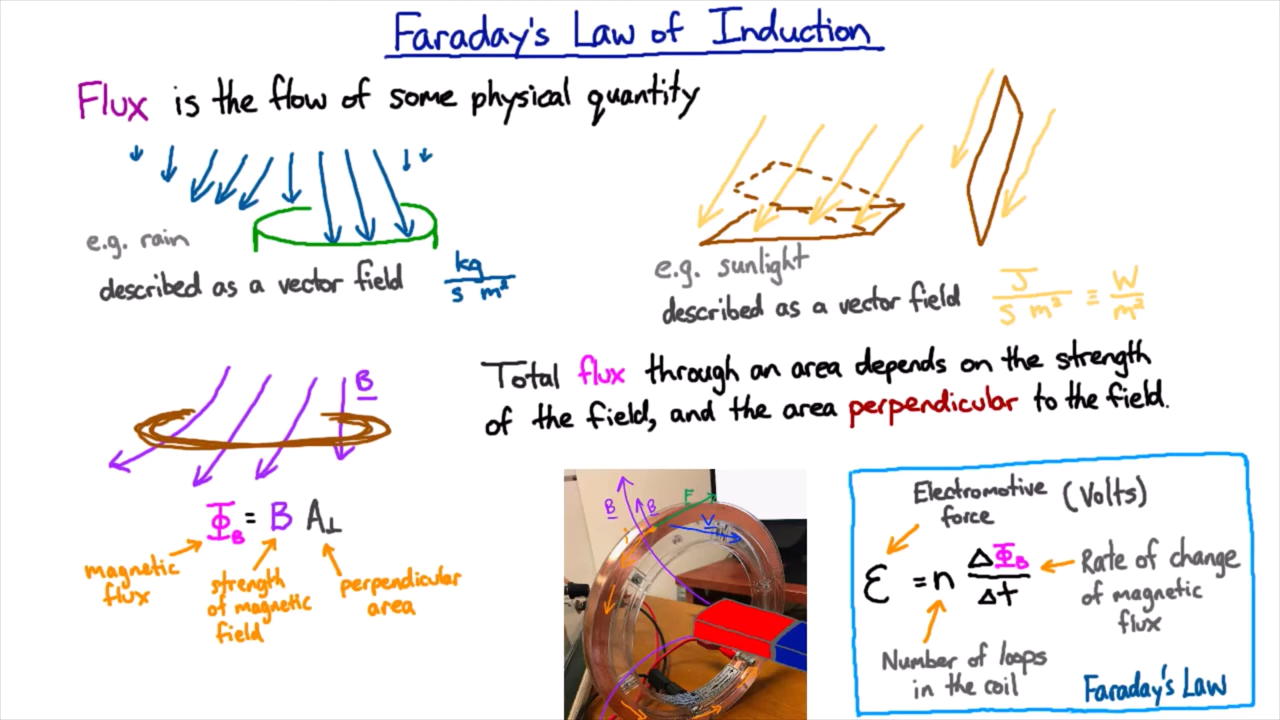 Faraday's Law of Induction
Flux is the flow of some physical quantity
e.g. rain
described as a vector field
kg
s m²
e.g. sunlight
described as a vector field
J
s m²
≡
W
m²
B
Total flux through an area depends on the strength
of the field, and the area perpendicular to the field.
Φ_B = B A⊥
magnetic
flux
strength
of magnetic
field
perpendicular
area
B
B
F
V
i
Electromotive
force
(Volts)
ε = n ΔΦ_B
Δt
Rate of change
of magnetic
flux
Number of loops
in the coil
Faraday's Law